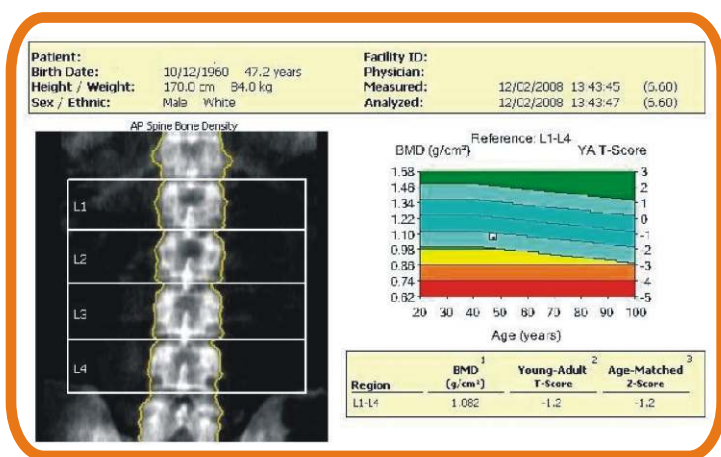 Patient:
Birth Date: 10/12/1960 47.2 years
Height / Weight: 170.0 cm 84.0 kg
Sex / Ethnic: Male White
Facility ID:
Physician:
Measured: 12/02/2008 13:43:45 (5.60)
Analyzed: 12/02/2008 13:43:47 (5.60)
AP Spine Bone Density
L1
L2
L3
L4
Reference: L1-L4
BMD (g/cm²) YA T-Score
1.58 3
1.46 2
1.34 1
1.22 0
1.10 -1
0.98 -2
0.86 -3
0.74 -4
0.62 -5
20 30 40 50 60 70 80 90 100
Age (years)
1 2 3
BMD Young-Adult Age-Matched
Region (g/cm²) T-Score Z-Score
L1-L4 1.082 -1.2 -1.2